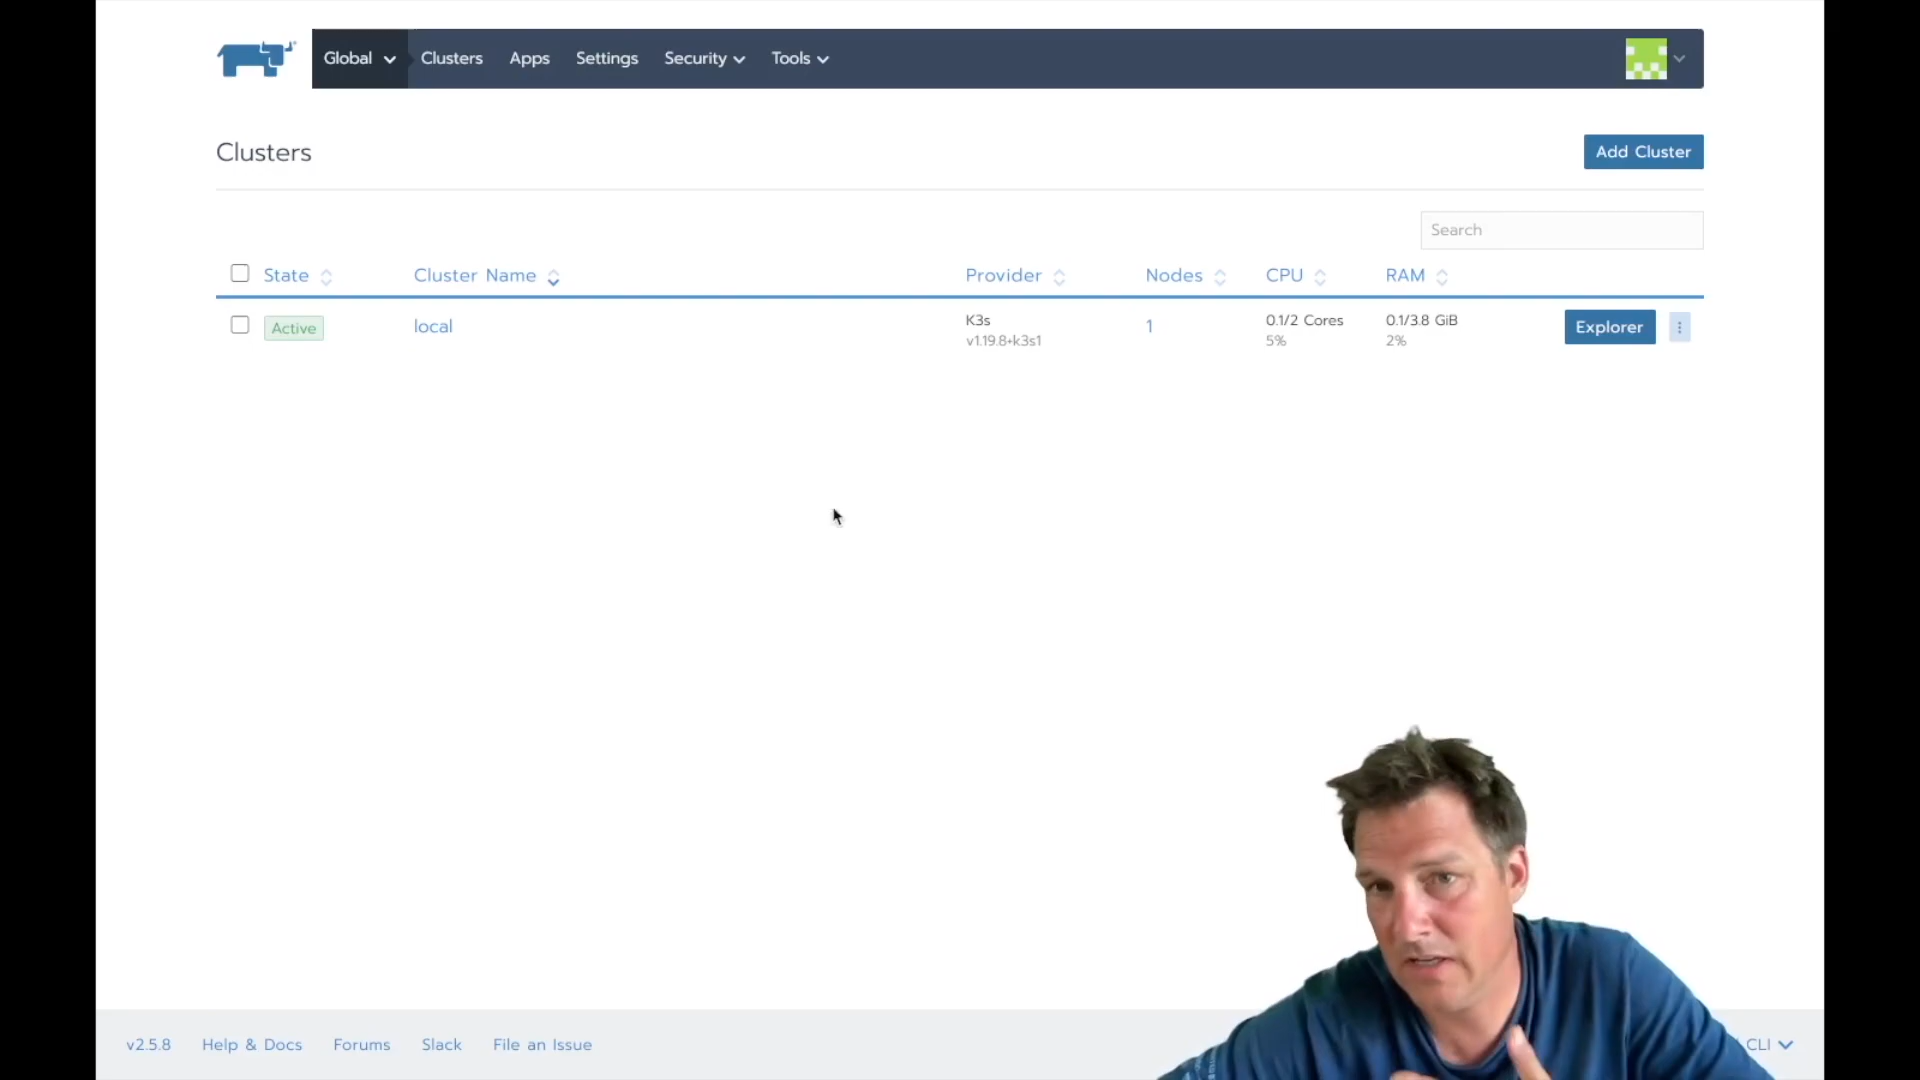 Global Clusters Apps Settings Security Tools
Clusters
Add Cluster
Search
State Cluster Name Provider Nodes CPU RAM
Active local K3s 1 0.1/2 Cores 0.1/3.8 GiB Explorer
v1.19.8+k3s1 5% 2%
v2.5.8 Help & Docs Forums Slack File an Issue CLI